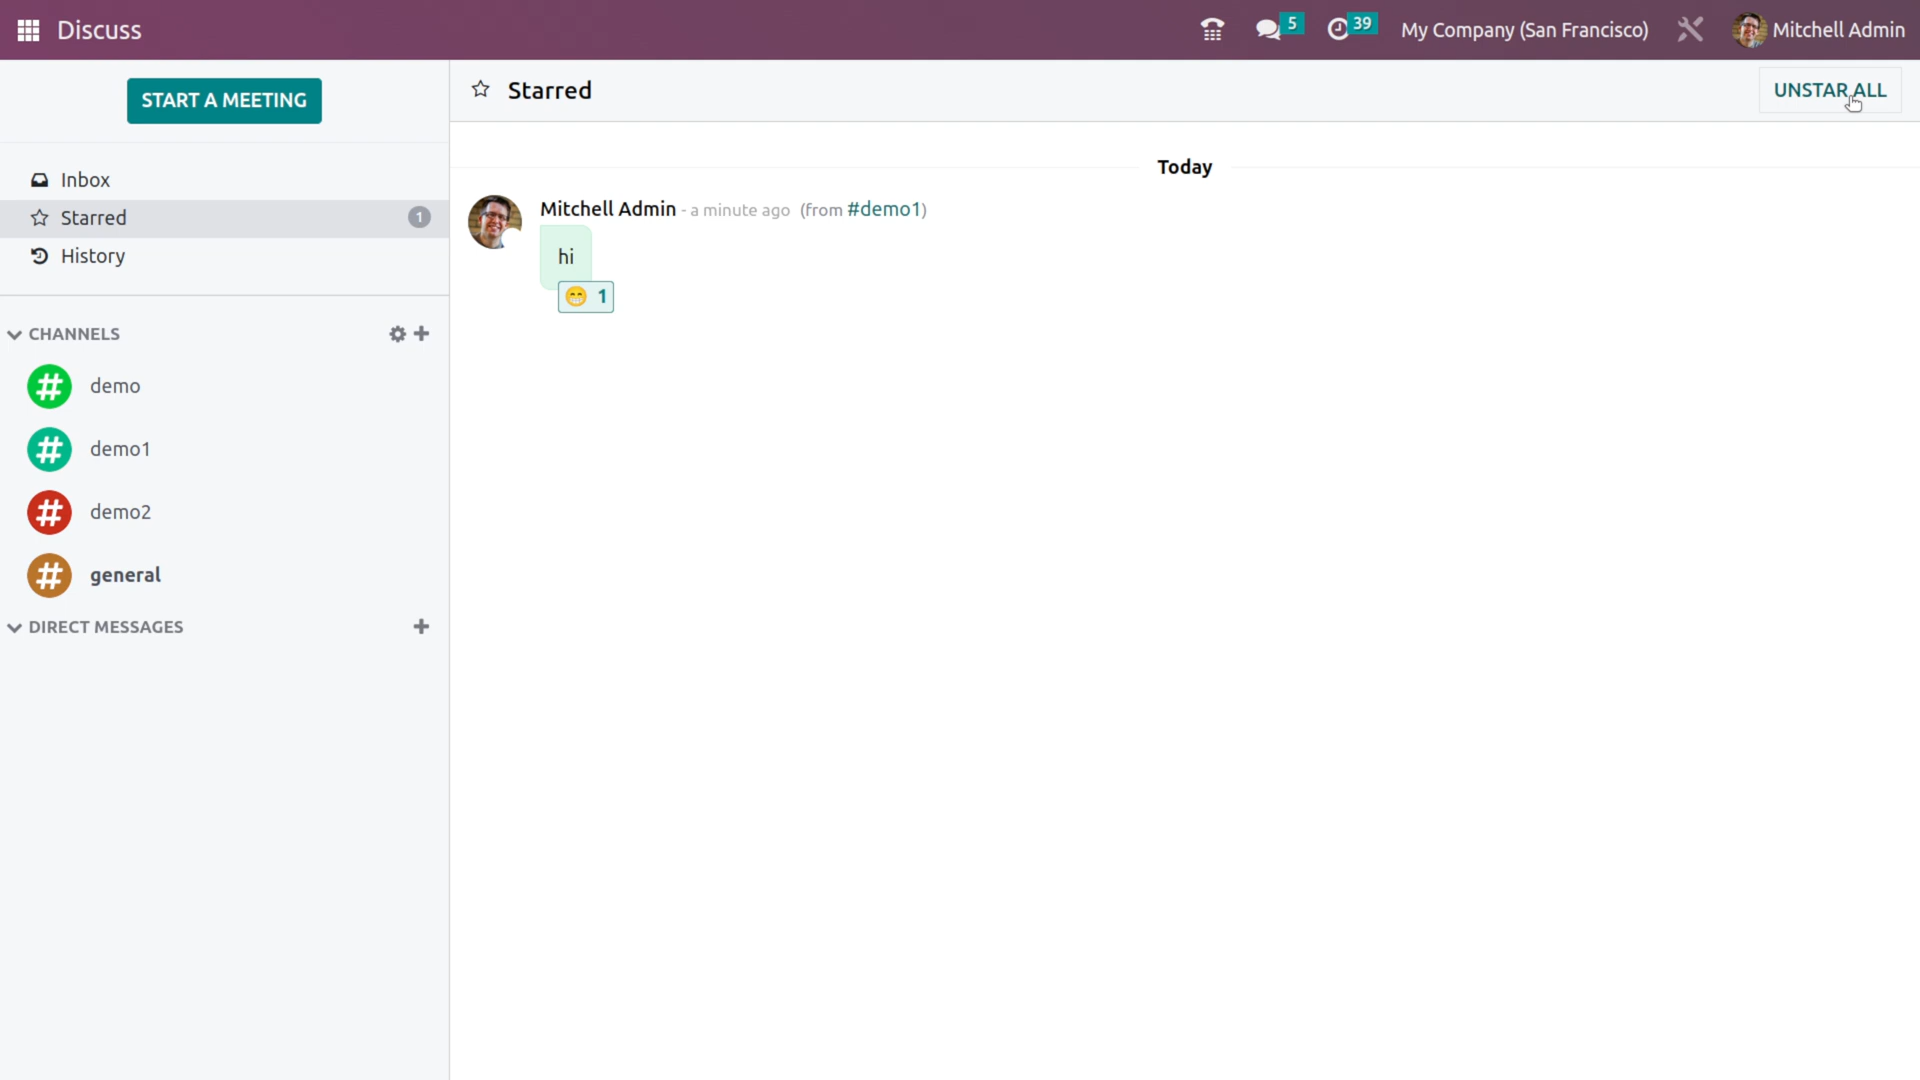 Discuss
5
39
My Company (San Francisco)
Mitchell Admin
START A MEETING
Inbox
Starred 1
History
CHANNELS
demo
demo1
demo2
general
DIRECT MESSAGES
Starred
UNSTAR ALL
Today
Mitchell Admin - a minute ago (from #demo1)
hi
😁 1